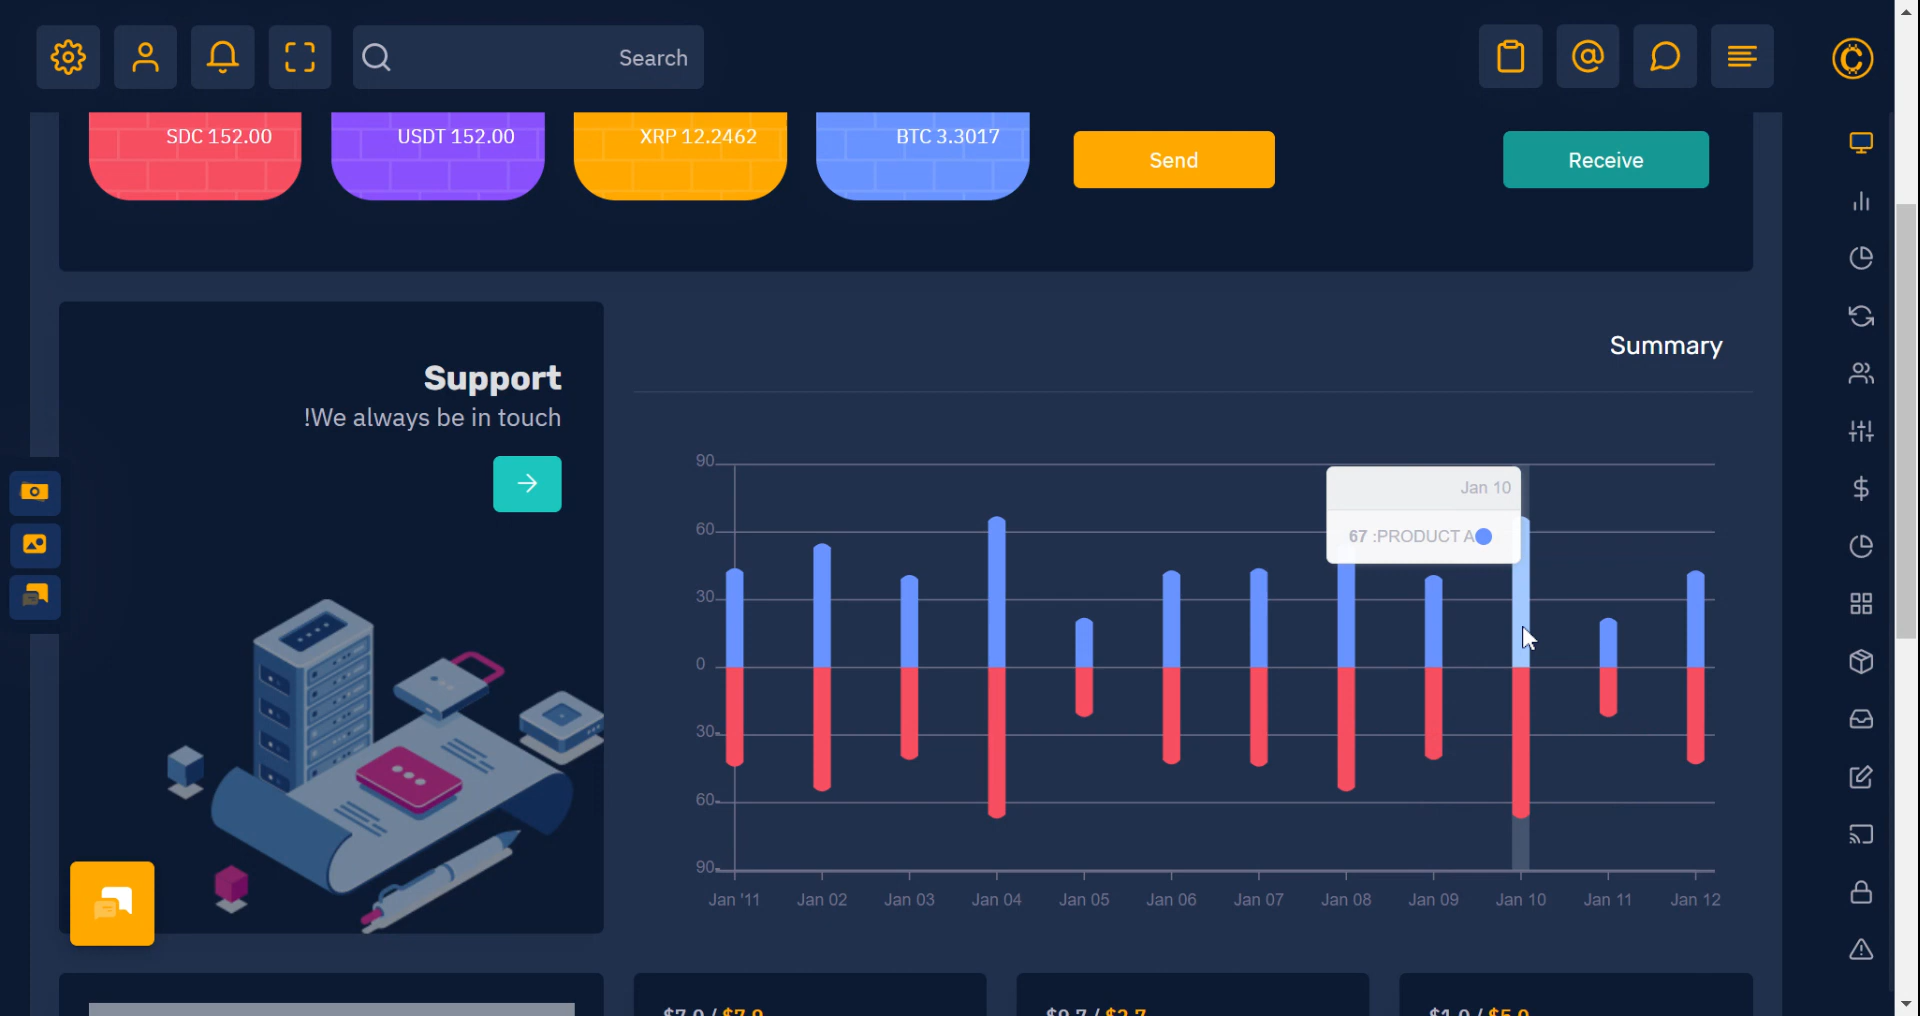 Search
SDC 152.00
USDT 152.00
XRP 12.2462
BTC 3.3017
Send
Receive
Support
!We always be in touch
Summary
90
60
30
0
30-
60-
90-
Jan 10
67 :PRODUCT A
Jan '11
Jan 02
Jan 03
Jan 04
Jan 05
Jan 06
Jan 07
Jan 08
Jan 09
Jan 10
Jan 11
Jan 12